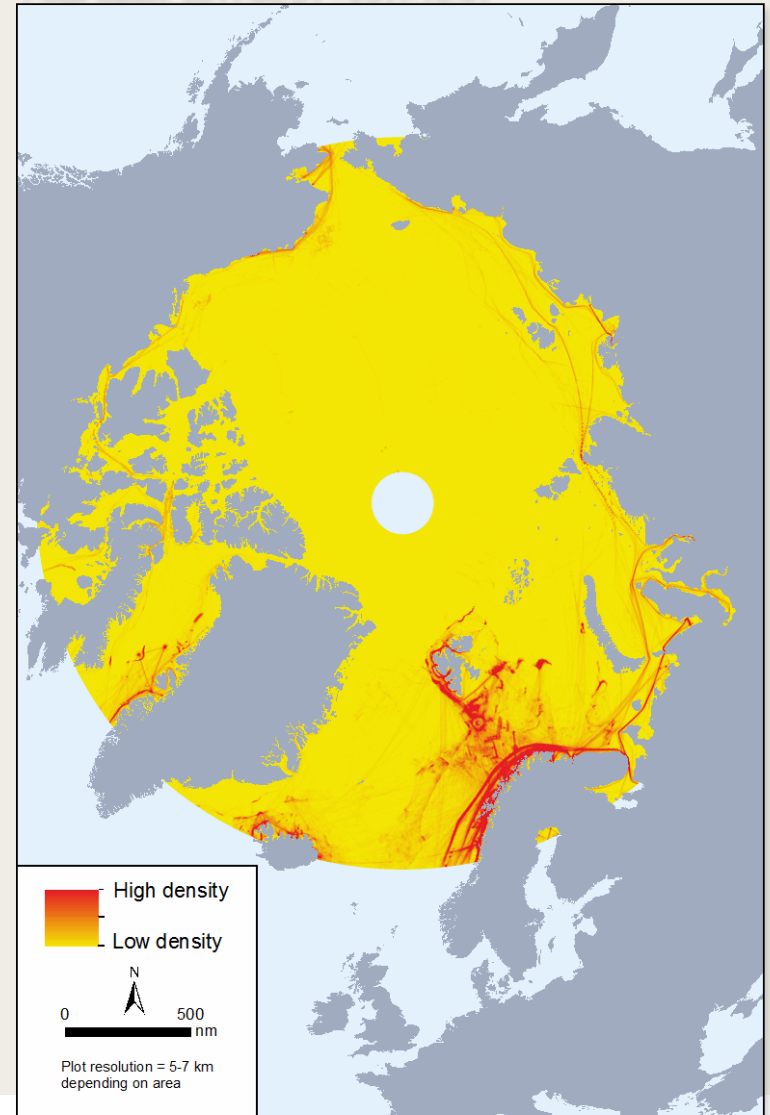 High density
Low density
N
0 500
nm
Plot resolution = 5-7 km
depending on area